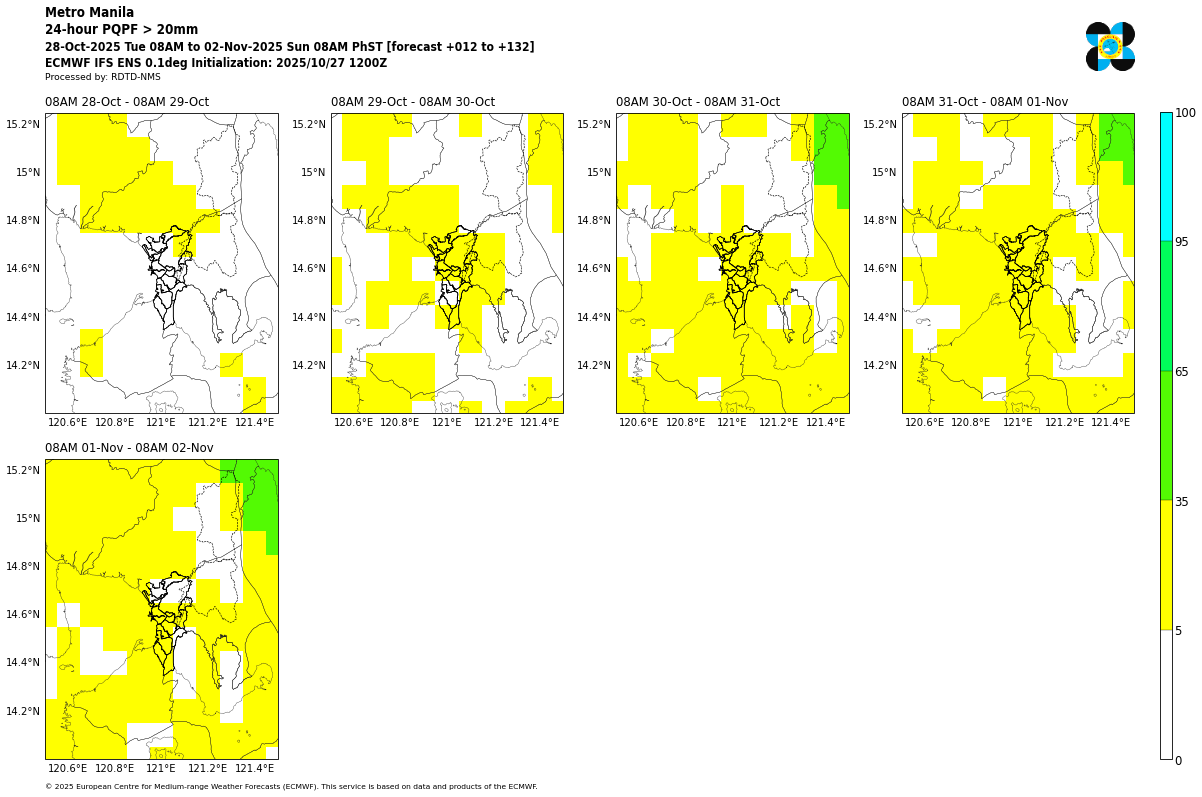 Metro Manila
24-hour PQPF > 20mm
28-Oct-2025 Tue 08AM to 02-Nov-2025 Sun 08AM PhST [forecast +012 to +132]
ECMWF IFS ENS 0.1deg Initialization: 2025/10/27 1200Z
Processed by: RDTD-NMS
08AM 28-Oct - 08AM 29-Oct
08AM 29-Oct - 08AM 30-Oct
08AM 30-Oct - 08AM 31-Oct
08AM 31-Oct - 08AM 01-Nov
15.2°N 15.2°N 15.2°N 15.2°N
15°N 15°N 15°N 15°N
14.8°N 14.8°N 14.8°N 14.8°N
14.6°N 14.6°N 14.6°N 14.6°N
14.4°N 14.4°N 14.4°N 14.4°N
14.2°N 14.2°N 14.2°N 14.2°N
120.6°E 120.8°E 121°E 121.2°E 121.4°E 120.6°E 120.8°E 121°E 121.2°E 121.4°E 120.6°E 120.8°E 121°E 121.2°E 121.4°E 120.6°E 120.8°E 121°E 121.2°E 121.4°E
08AM 01-Nov - 08AM 02-Nov
15.2°N
15°N
14.8°N
14.6°N
14.4°N
14.2°N
120.6°E 120.8°E 121°E 121.2°E 121.4°E
100
95
65
35
5
0
© 2025 European Centre for Medium-range Weather Forecasts (ECMWF). This service is based on data and products of the ECMWF.